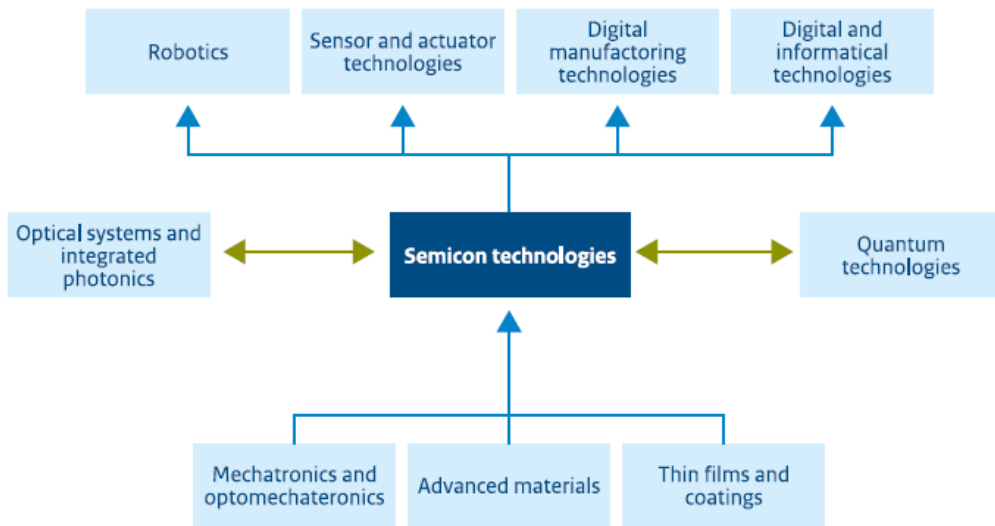 Robotics
Sensor and actuator
technologies
Digital
manufactoring
technologies
Digital and
informatical
technologies
Optical systems and
integrated
photonics
Semicon technologies
Quantum
technologies
Mechatronics and
optomechateronics
Advanced materials
Thin films and
coatings